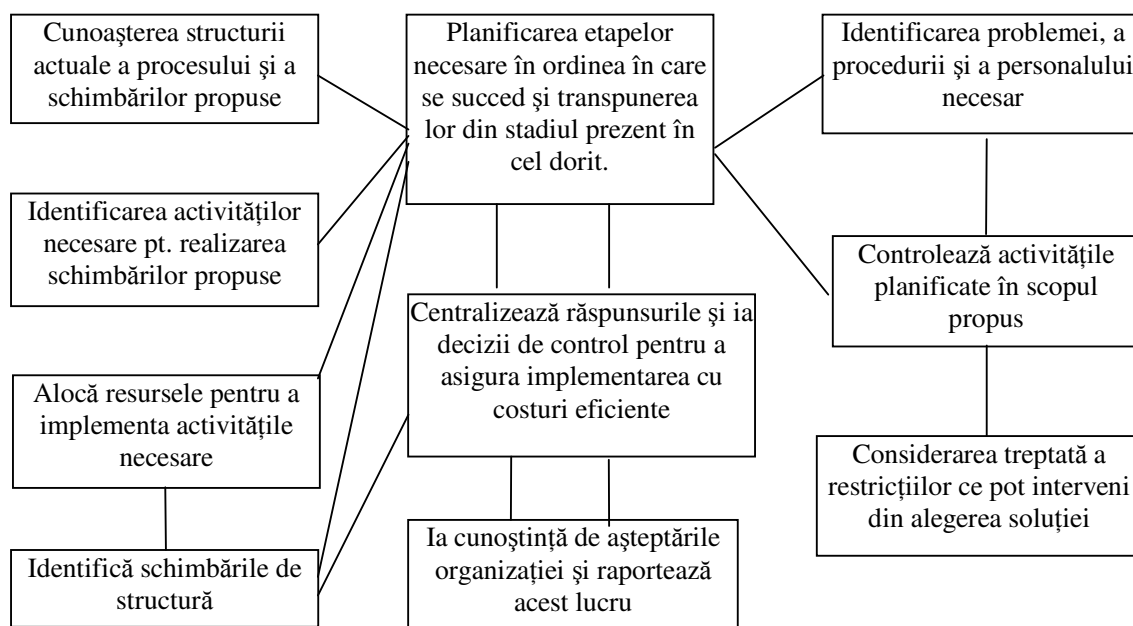 Cunoaşterea structurii
actuale a procesului şi a
schimbărilor propuse
Identificarea activităţilor
necesare pt. realizarea
schimbărilor propuse
Alocă resursele pentru a
implementa activităţile
necesare
Identifică schimbările de
structură
Planificarea etapelor
necesare în ordinea în care
se succed şi transpunerea
lor din stadiul prezent în
cel dorit.
Centralizează răspunsurile şi ia
decizii de control pentru a
asigura implementarea cu
costuri eficiente
Ia cunoştinţă de aşteptările
organizaţiei şi raportează
acest lucru
Identificarea problemei, a
procedurii şi a personalului
necesar
Controlează activităţile
planificate în scopul
propus
Considerarea treptată a
restricţiilor ce pot interveni
din alegerea soluţiei